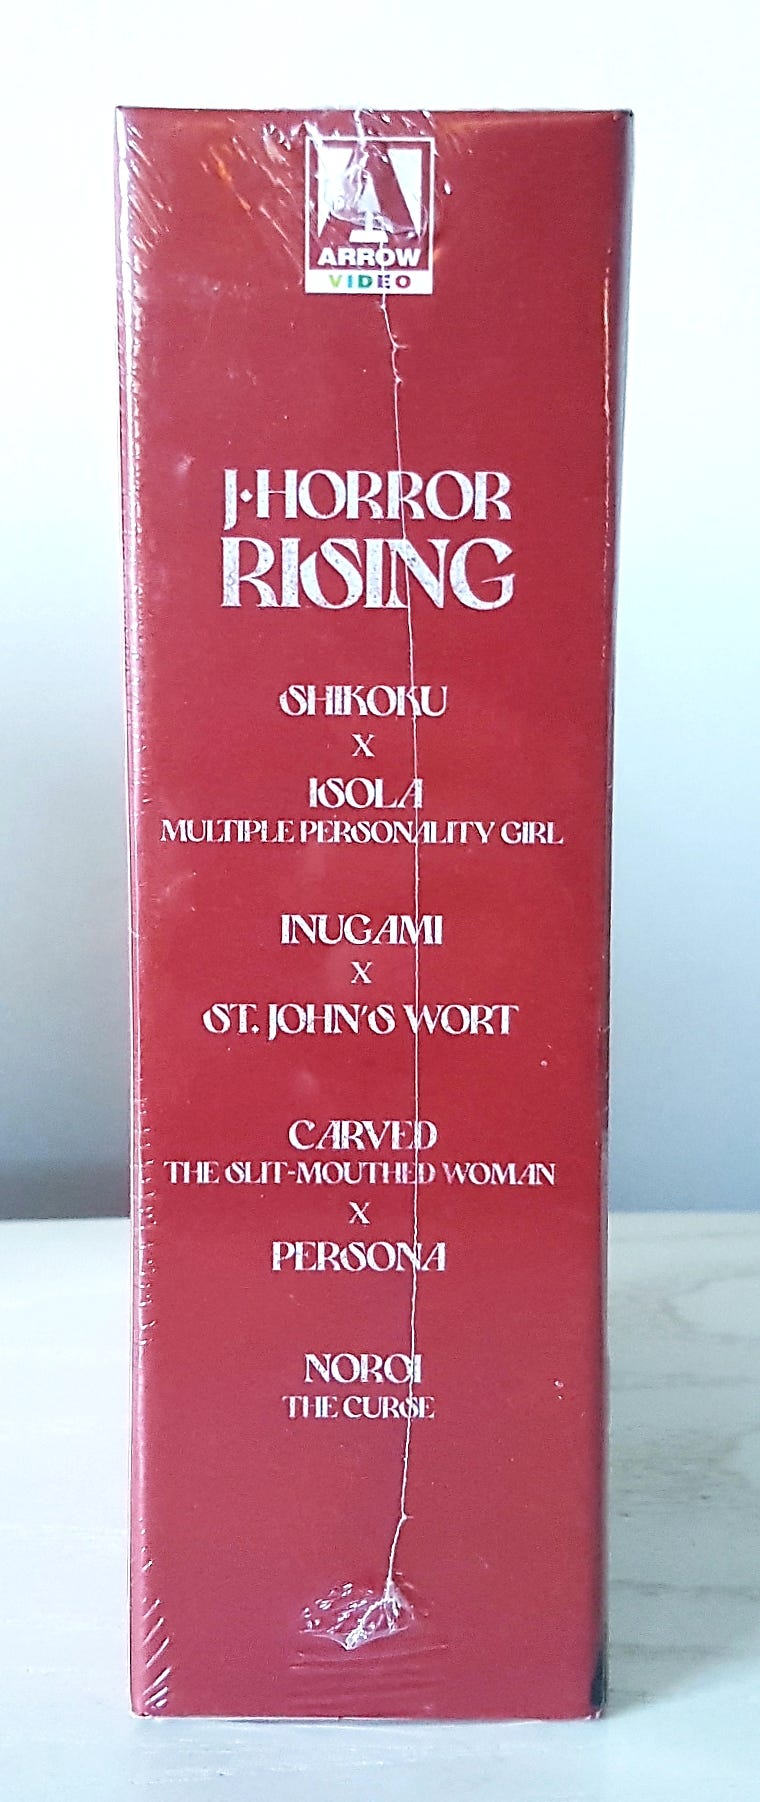 ARROW
VIDEO
J·HORROR
RISING
SHIKOKU
X
ISOLA
MULTIPLE PERSONALITY GIRL
INUGAMI
X
ST. JOHN'S WORT
CARVED
THE SLIT-MOUTHED WOMAN
X
PERSONA
NOROI
THE CURSE